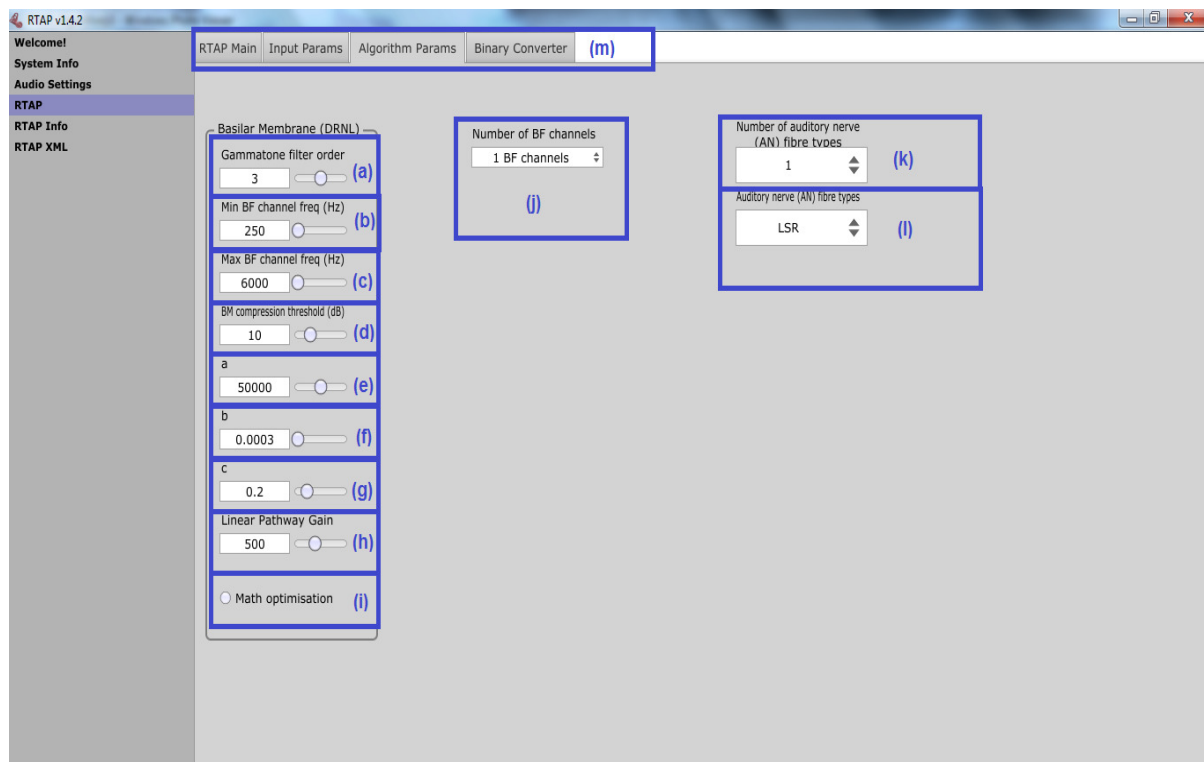 RTAP v1.4.2
Welcome!
System Info
Audio Settings
RTAP
RTAP Info
RTAP XML
RTAP Main Input Params Algorithm Params Binary Converter (m)
Basilar Membrane (DRNL)
Gammatone filter order
3 (a)
Min BF channel freq (Hz)
250 (b)
Max BF channel freq (Hz)
6000 (c)
BM compression threshold (dB)
10 (d)
a
50000 (e)
b
0.0003 (f)
c
0.2 (g)
Linear Pathway Gain
500 (h)
Math optimisation (i)
Number of BF channels
1 BF channels
(j)
Number of auditory nerve
(AN) fibre types
1 (k)
Auditory nerve (AN) fibre types
LSR (l)